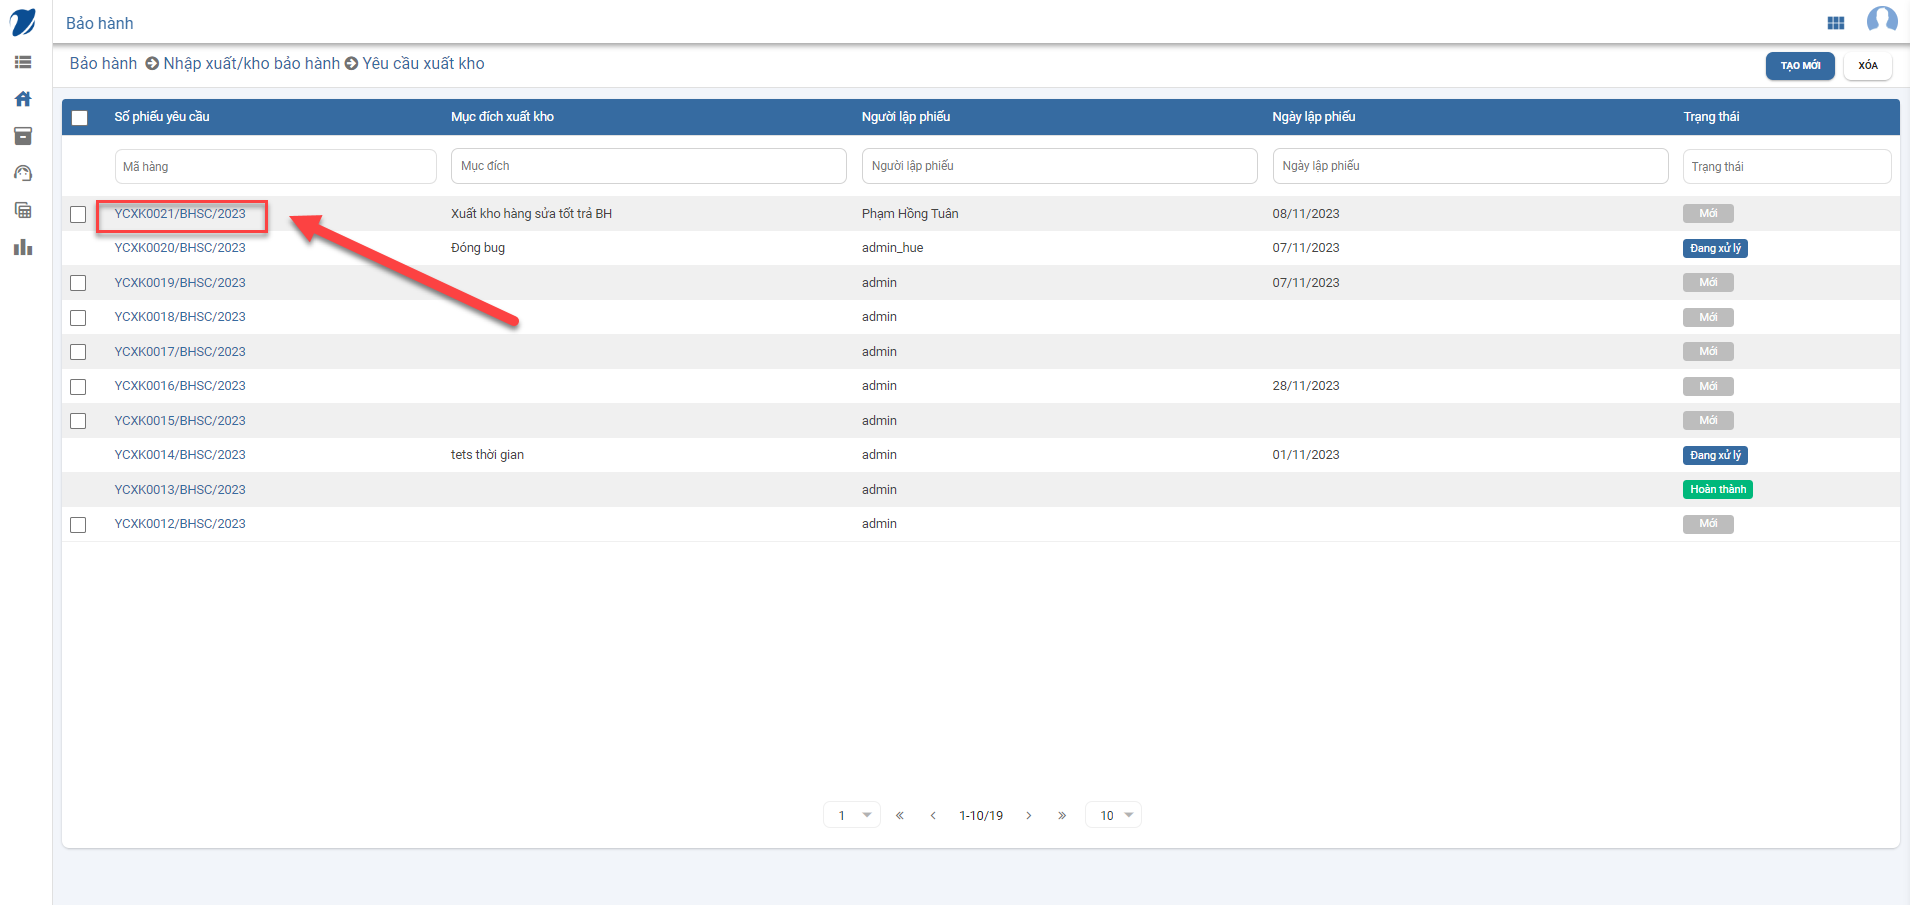 Bảo hành
Bảo hành Nhập xuất/kho bảo hành Yêu cầu xuất kho
TẠO MỚI XÓA
Số phiếu yêu cầu Mục đích xuất kho Người lập phiếu Ngày lập phiếu Trạng thái
Mã hàng Mục đích Người lập phiếu Ngày lập phiếu Trạng thái
YCXK0021/BHSC/2023 Xuất kho hàng sửa tốt trả BH Phạm Hồng Tuân 08/11/2023 Mới
YCXK0020/BHSC/2023 Đóng bug admin_hue 07/11/2023 Đang xử lý
YCXK0019/BHSC/2023 admin 07/11/2023 Mới
YCXK0018/BHSC/2023 admin Mới
YCXK0017/BHSC/2023 admin Mới
YCXK0016/BHSC/2023 admin 28/11/2023 Mới
YCXK0015/BHSC/2023 admin Mới
YCXK0014/BHSC/2023 tets thời gian admin 01/11/2023 Đang xử lý
YCXK0013/BHSC/2023 admin Hoàn thành
YCXK0012/BHSC/2023 admin Mới
1 « ‹ 1-10/19 › » 10